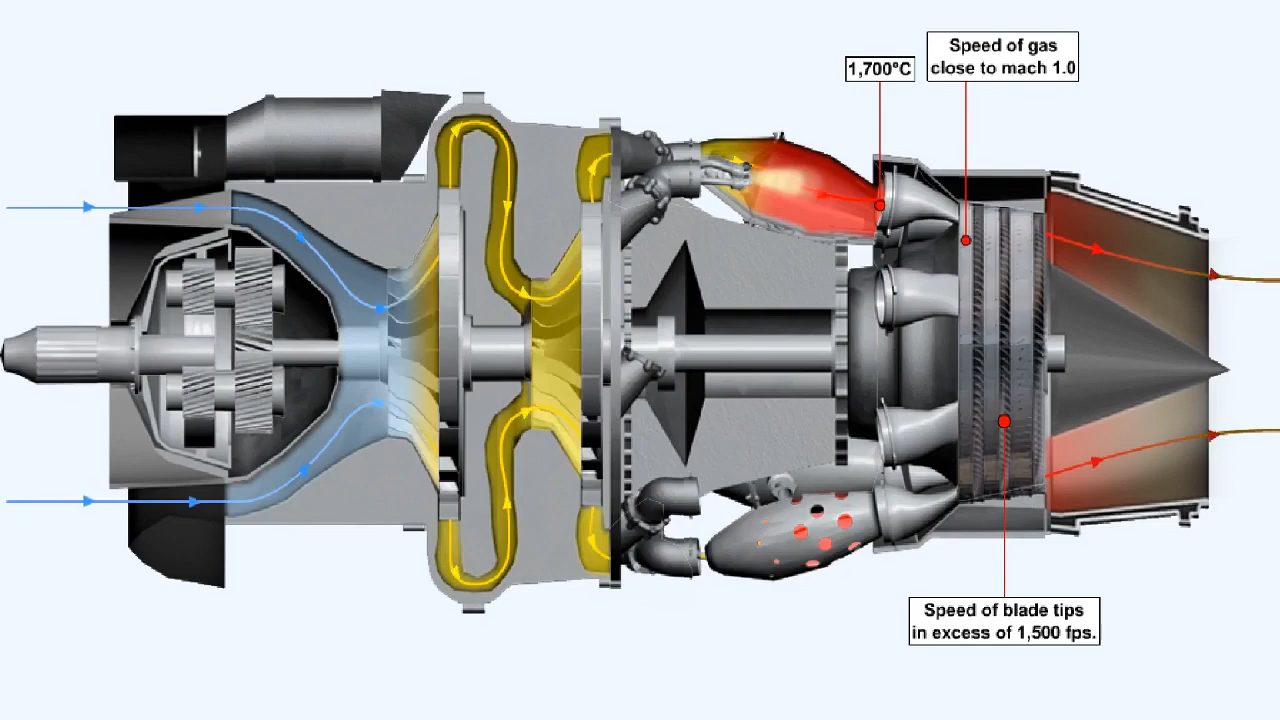 Speed of gas
close to mach 1.0
1,700°C
Speed of blade tips
in excess of 1,500 fps.